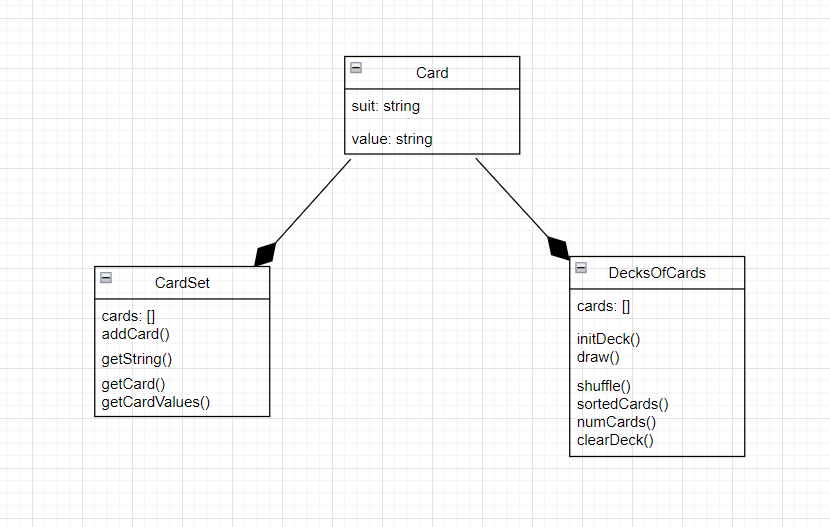 Card
suit: string
value: string
CardSet
cards: []
addCard()
getString()
getCard()
getCardValues()
DecksOfCards
cards: []
initDeck()
draw()
shuffle()
sortedCards()
numCards()
clearDeck()